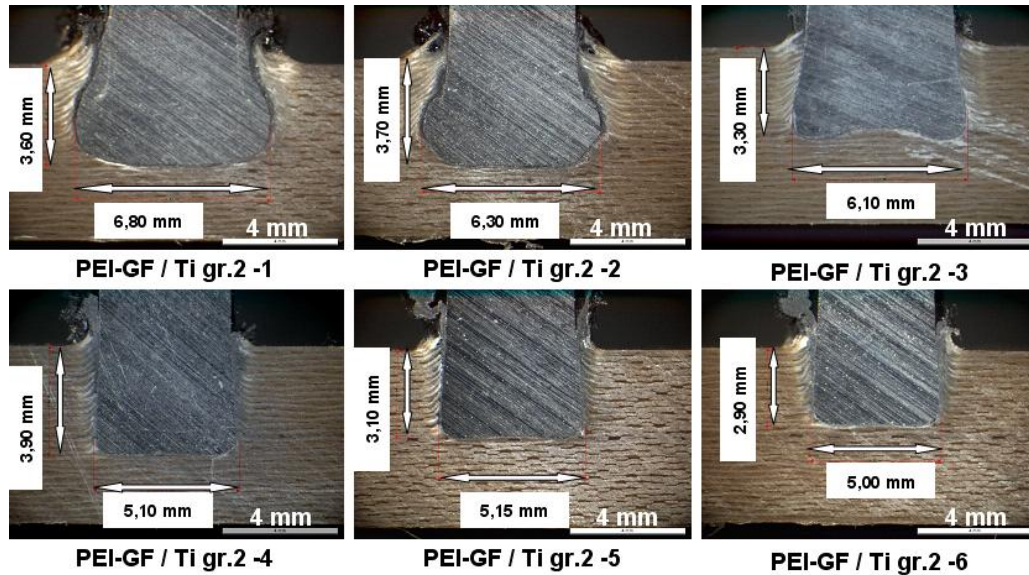 3,60 mm
6,80 mm
4 mm
PEI-GF / Ti gr.2 -1
3,70 mm
6,30 mm
4 mm
PEI-GF / Ti gr.2 -2
3,30 mm
6,10 mm
4 mm
PEI-GF / Ti gr.2 -3
3,90 mm
5,10 mm
4 mm
PEI-GF / Ti gr.2 -4
3,10 mm
5,15 mm
4 mm
PEI-GF / Ti gr.2 -5
2,90 mm
5,00 mm
4 mm
PEI-GF / Ti gr.2 -6